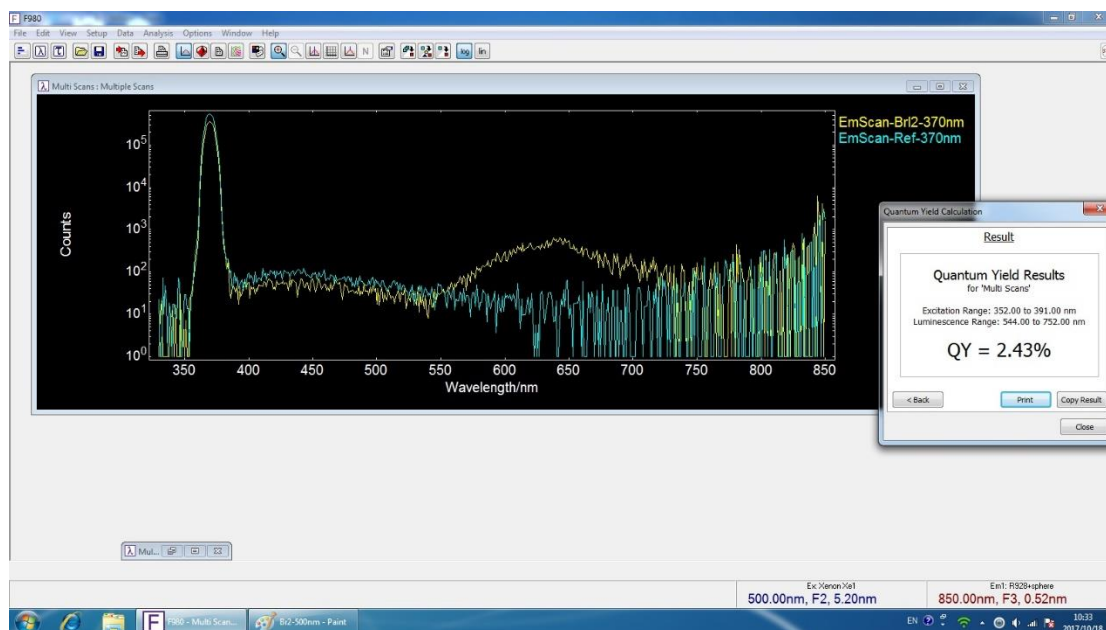 F980
File Edit View Setup Data Analysis Options Window Help
log lin
Multi Scans : Multiple Scans
EmScan-BrI2-370nm
EmScan-Ref-370nm
10^5
10^4
10^3
10^2
10^1
10^0
Counts
350 400 450 500 550 600 650 700 750 800 850
Wavelength/nm
Quantum Yield Calculation
Result
Quantum Yield Results
for 'Multi Scans'
Excitation Range: 352.00 to 391.00 nm
Luminescence Range: 544.00 to 752.00 nm
QY = 2.43%
< Back Print Copy Result
Close
Mul...
Ex: Xenon Xe1
500.00nm, F2, 5.20nm
Em1: R928+sphere
850.00nm, F3, 0.52nm
F980 - Multi Scan...
Br2-500nm - Paint
EN
10:33
2017/10/18